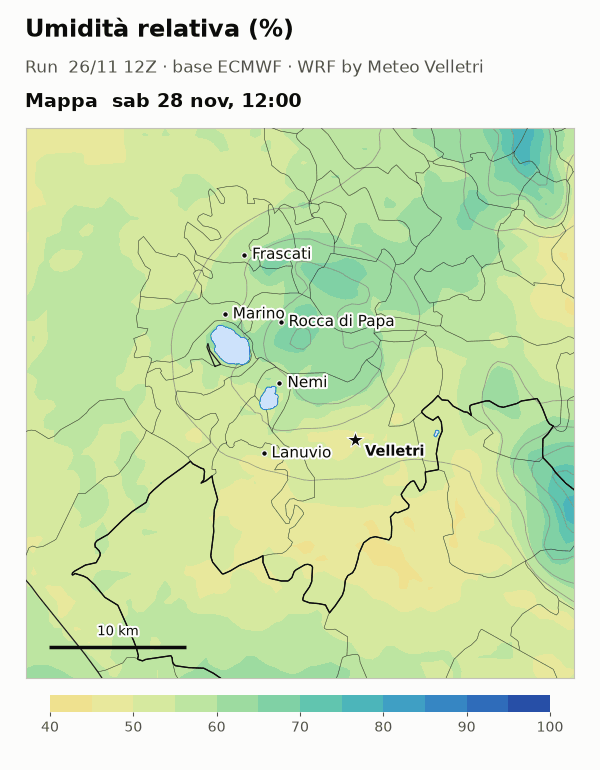 Umidità relativa (%)
Run  26/11 12Z · base ECMWF · WRF by Meteo Velletri
Mappa  sab 28 nov, 12:00
Frascati
Marino
Rocca di Papa
Nemi
Lanuvio
Velletri
10 km
40 50 60 70 80 90 100